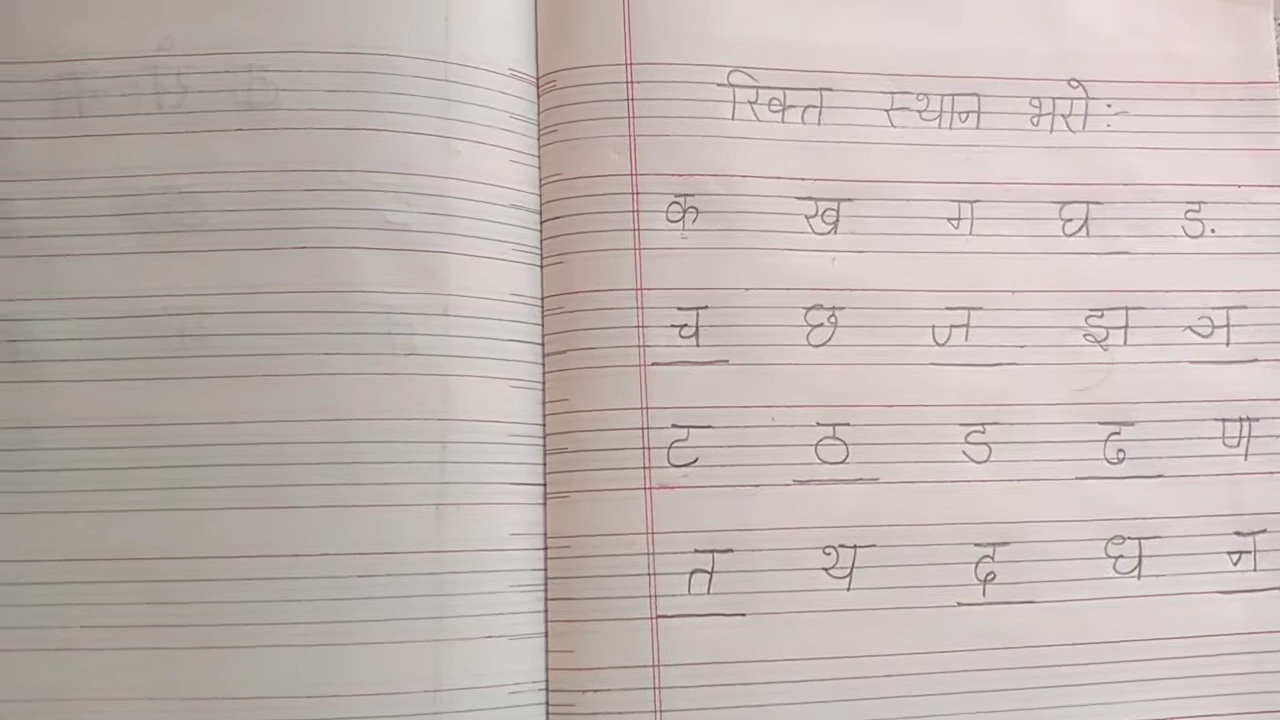 रिक्त स्थान भरो :-
क ख ग घ ङ
च छ ज झ ञ
ट ठ ड ढ ण
त थ द ध न